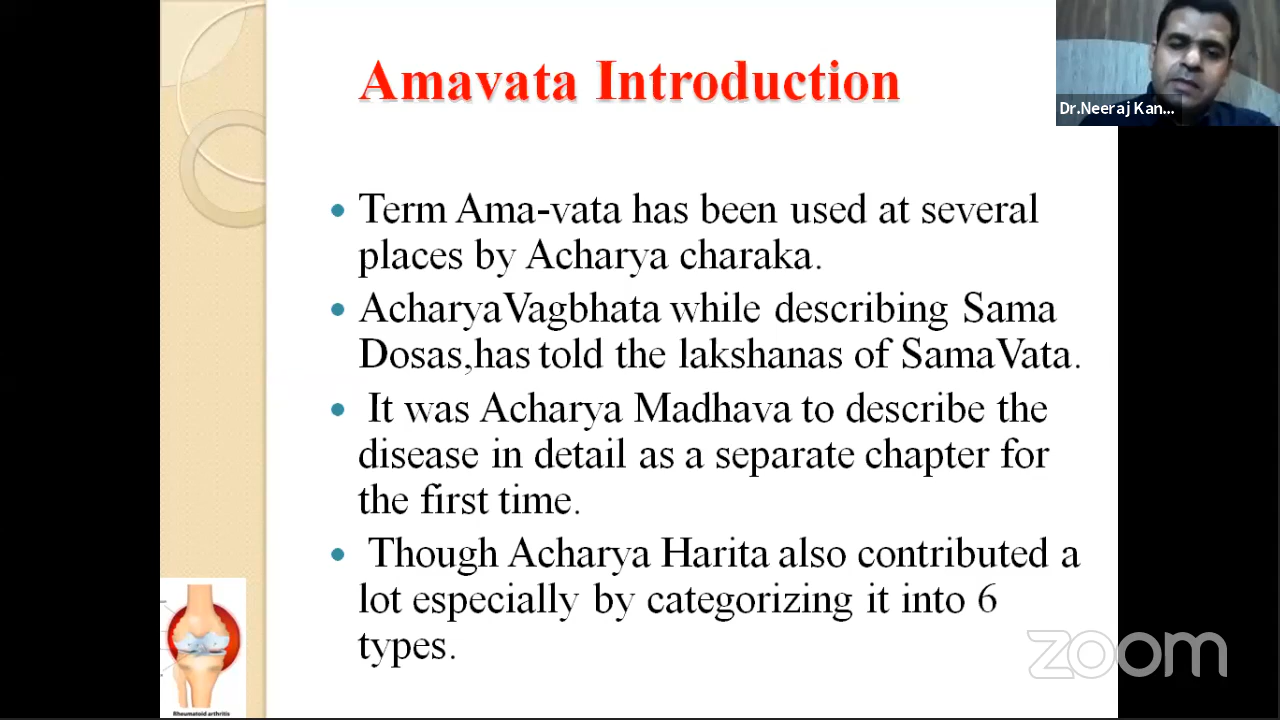 Amavata Introduction
Dr.Neeraj Kan...
Term Ama-vata has been used at several
places by Acharya charaka.
AcharyaVagbhata while describing Sama
Dosas,has told the lakshanas of SamaVata.
It was Acharya Madhava to describe the
disease in detail as a separate chapter for
the first time.
Though Acharya Harita also contributed a
lot especially by categorizing it into 6
types.
zoom
Rheumatoid arthritis